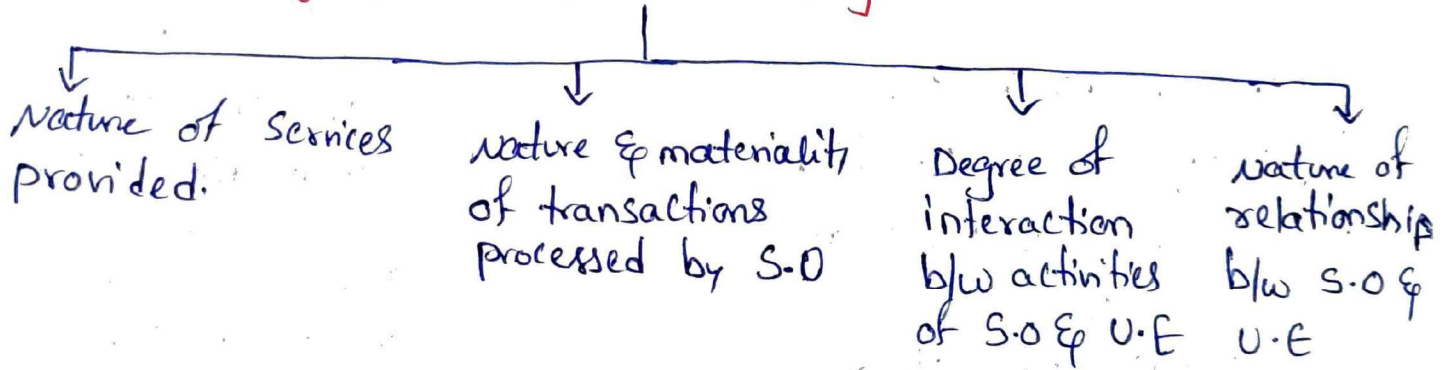 Nature of Services
provided.
Nature & materiality
of transactions
processed by S.O
Degree of
interaction
b/w activities
of S.O & U.E
Nature of
relationship
b/w S.O &
U.E